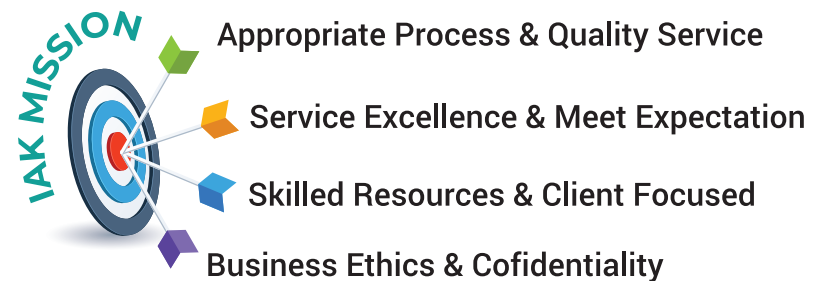 IAK MISSION
Appropriate Process & Quality Service
Service Excellence & Meet Expectation
Skilled Resources & Client Focused
Business Ethics & Cofidentiality